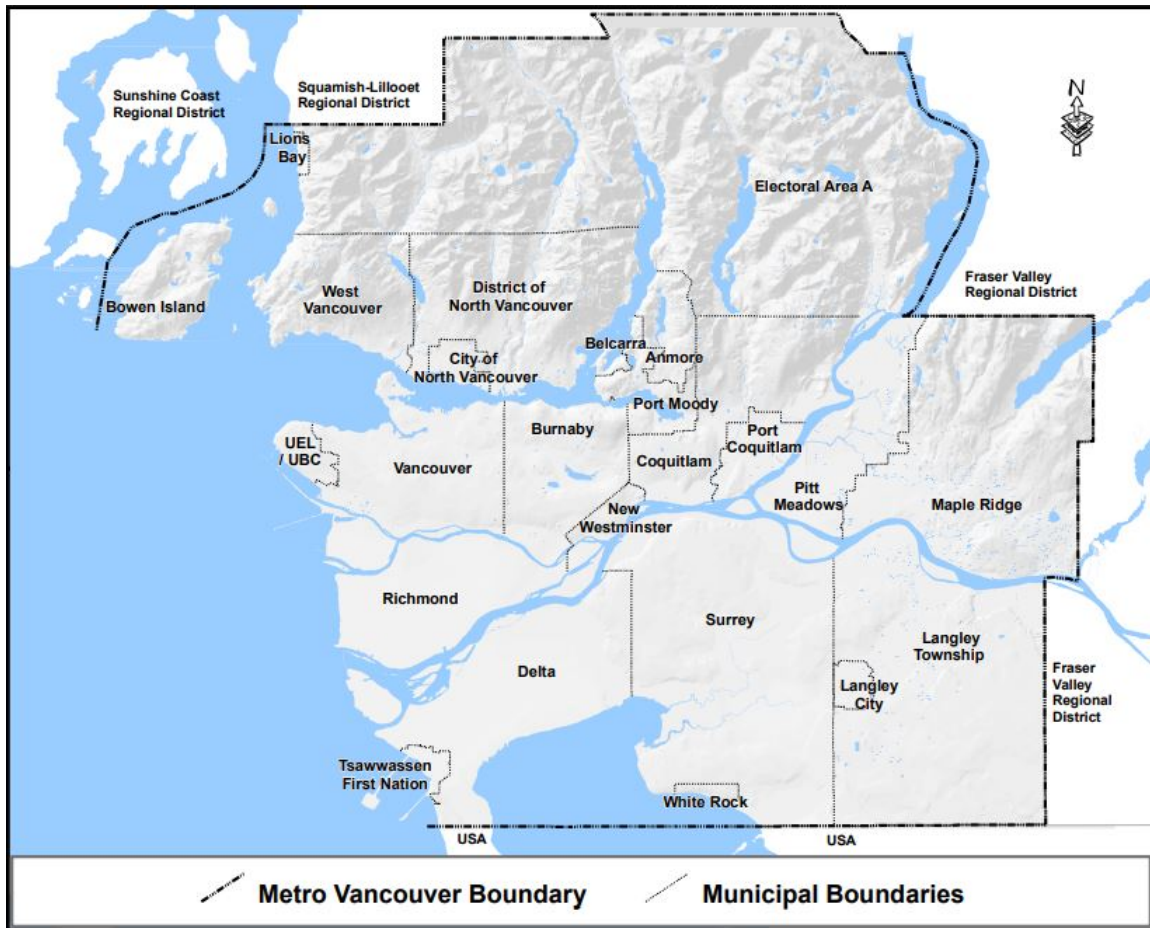 Sunshine Coast
Regional District
Squamish-Lillooet
Regional District
N
Lions
Bay
Electoral Area A
Fraser Valley
Regional District
Bowen Island
West
Vancouver
District of
North Vancouver
Belcarra
Anmore
City of
North Vancouver
Port Moody
UEL
/ UBC
Vancouver
Burnaby
Coquitlam
Port
Coquitlam
Pitt
Meadows
Maple Ridge
New
Westminster
Richmond
Surrey
Langley
Township
Delta
Langley
City
Fraser
Valley
Regional
District
Tsawwassen
First Nation
White Rock
USA
USA
Metro Vancouver Boundary
Municipal Boundaries